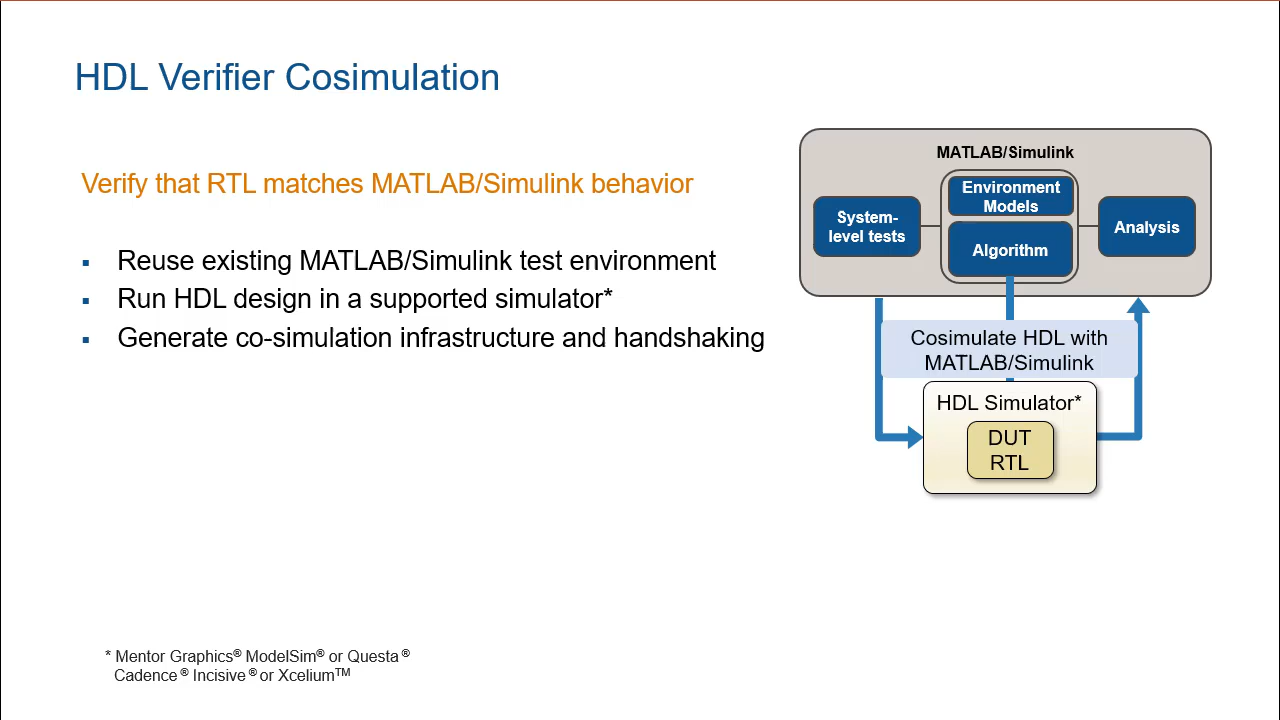 HDL Verifier Cosimulation
Verify that RTL matches MATLAB/Simulink behavior
▪ Reuse existing MATLAB/Simulink test environment
▪ Run HDL design in a supported simulator*
▪ Generate co-simulation infrastructure and handshaking
MATLAB/Simulink
System-
level tests
Environment
Models
Algorithm
Analysis
Cosimulate HDL with
MATLAB/Simulink
HDL Simulator*
DUT
RTL
* Mentor Graphics® ModelSim® or Questa ®
Cadence ® Incisive ® or Xcelium™